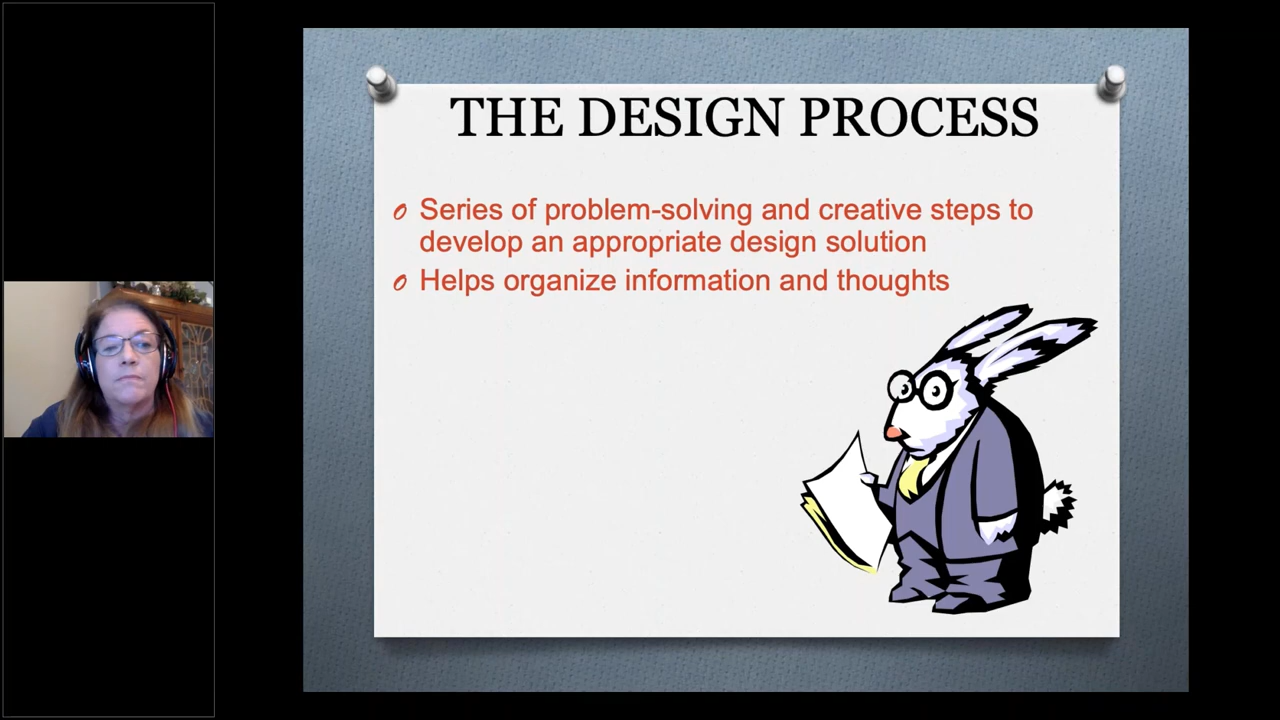 THE DESIGN PROCESS
Series of problem-solving and creative steps to
develop an appropriate design solution
Helps organize information and thoughts